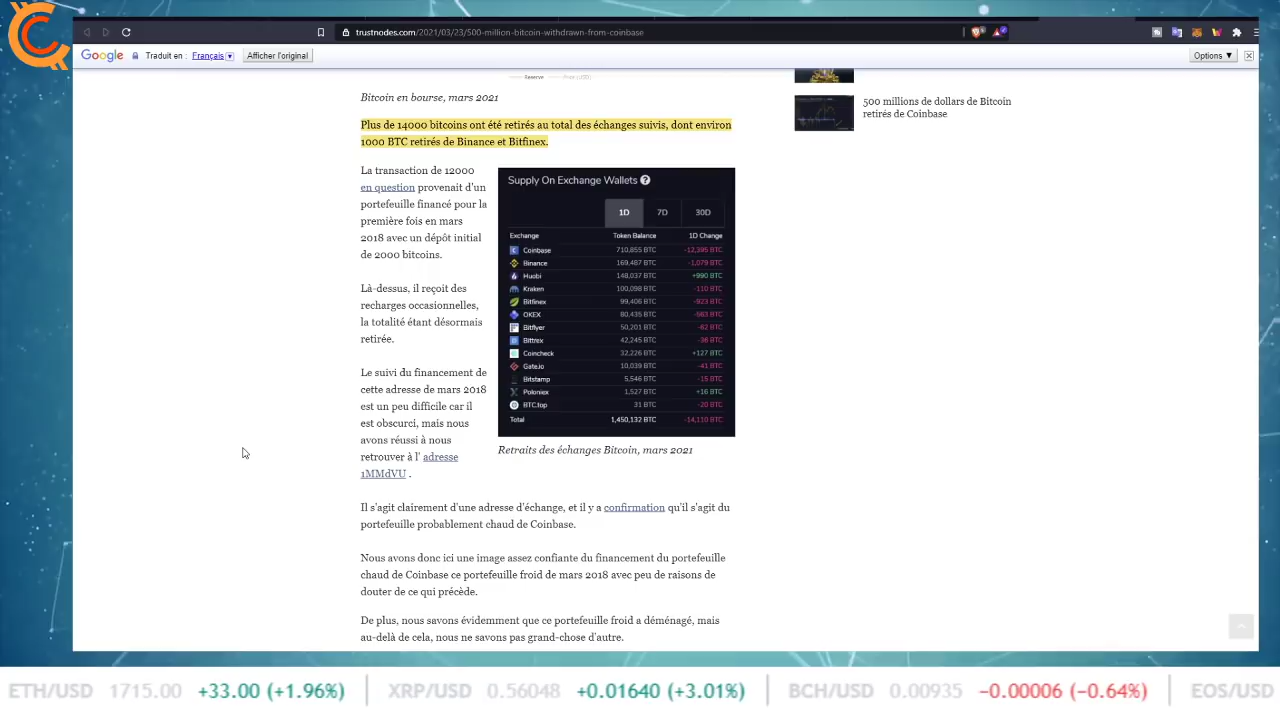 trustnodes.com/2021/03/23/500-million-bitcoin-withdrawn-from-coinbase
Google Traduit en : Français Afficher l'original Options ▼
Reserve
Bitcoin en bourse, mars 2021
Plus de 14000 bitcoins ont été retirés au total des échanges suivis, dont environ
1000 BTC retirés de Binance et Bitfinex.
La transaction de 12000
en question provenait d'un
portefeuille financé pour la
première fois en mars
2018 avec un dépôt initial
de 2000 bitcoins.
Là-dessus, il reçoit des
recharges occasionnelles,
la totalité étant désormais
retirée.
Le suivi du financement de
cette adresse de mars 2018
est un peu difficile car il
est obscurci, mais nous
avons réussi à nous
retrouver à l' adresse
1MMdVU .
Supply On Exchange Wallets ?
1D 7D 30D
Exchange Token Balance 1D Change
Coinbase 710,855 BTC -12,395 BTC
Binance 169,487 BTC -1,079 BTC
Huobi 148,037 BTC +990 BTC
Kraken 100,098 BTC -110 BTC
Bitfinex 99,406 BTC -923 BTC
OKEX 80,435 BTC -563 BTC
Bitflyer 50,201 BTC -62 BTC
Bittrex 42,245 BTC -36 BTC
Coincheck 32,226 BTC +127 BTC
Gate.io 10,039 BTC -41 BTC
Bitstamp 5,546 BTC -15 BTC
Poloniex 1,527 BTC +16 BTC
BTC.top 31 BTC -20 BTC
Total 1,450,132 BTC -14,110 BTC
Retraits des échanges Bitcoin, mars 2021
Il s'agit clairement d'une adresse d'échange, et il y a confirmation qu'il s'agit du
portefeuille probablement chaud de Coinbase.
Nous avons donc ici une image assez confiante du financement du portefeuille
chaud de Coinbase ce portefeuille froid de mars 2018 avec peu de raisons de
douter de ce qui précède.
De plus, nous savons évidemment que ce portefeuille froid a déménagé, mais
au-delà de cela, nous ne savons pas grand-chose d'autre.
500 millions de dollars de Bitcoin
retirés de Coinbase
ETH/USD 1715.00 +33.00 (+1.96%) XRP/USD 0.56048 +0.01640 (+3.01%) BCH/USD 0.00935 -0.00006 (-0.64%) EOS/USD